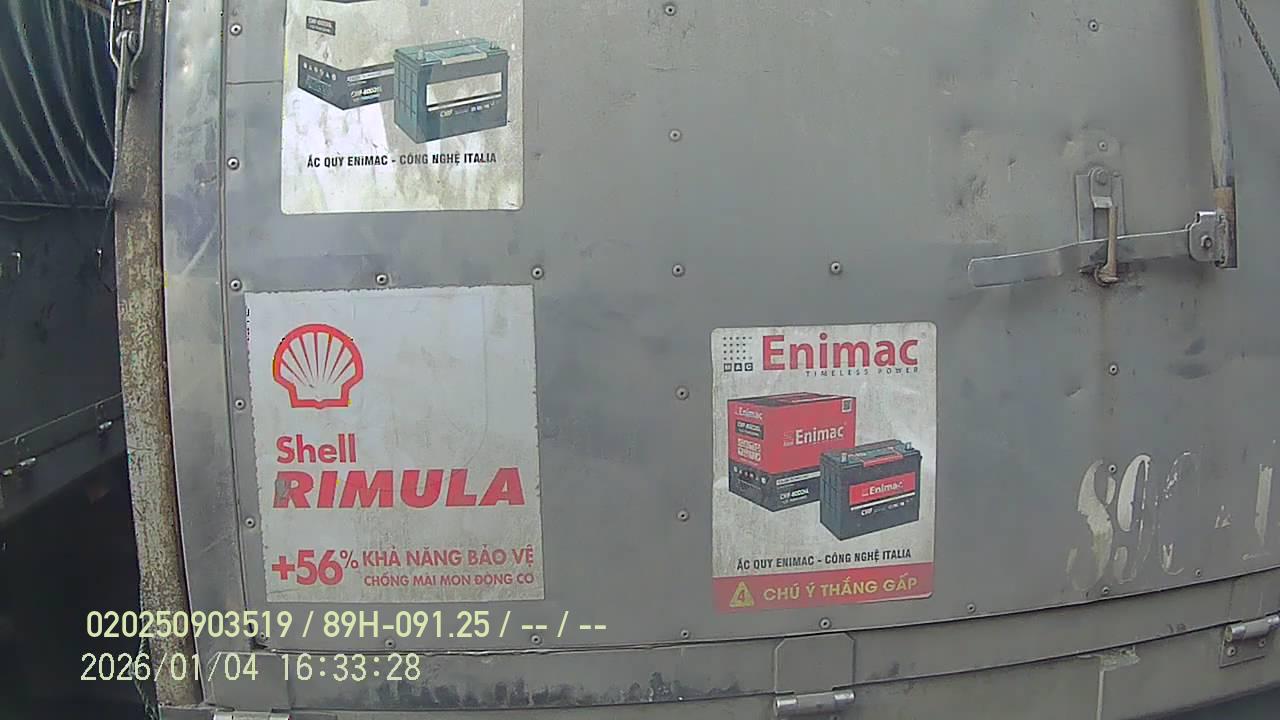 ẮC QUY ENIMAC - CÔNG NGHỆ ITALIA
Shell
RIMULA
+56% KHẢ NĂNG BẢO VỆ
CHỐNG MÀI MÒN ĐỘNG CƠ
MAC
Enimac
TIMELESS POWER
Enimac
Enimac
Enimac
ẮC QUY ENIMAC - CÔNG NGHỆ ITALIA
CHÚ Ý THẮNG GẤP
020250903519 / 89H-091.25 / -- / --
2026/01/04 16:33:28